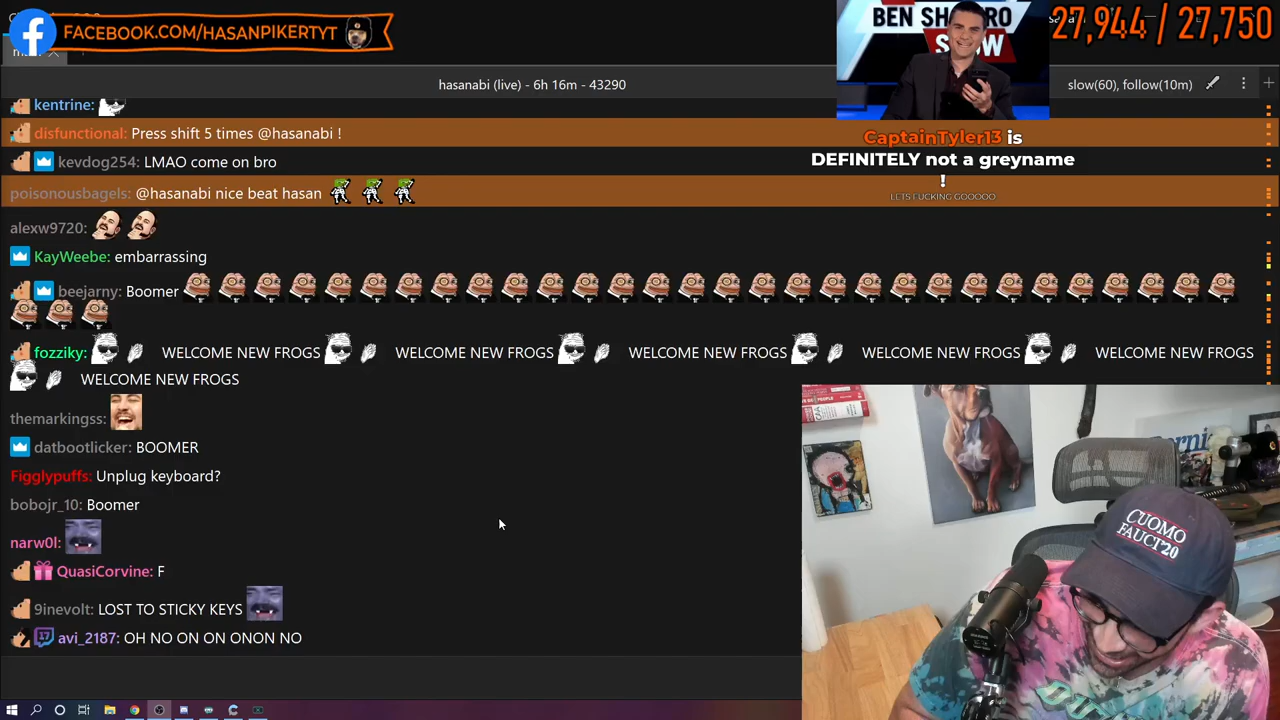 FACEBOOK.COM/HASANPIKERTYT
BEN SHAPIRO
SHOW
27,944 / 27,750
hasanabi (live) - 6h 16m - 43290
slow(60), follow(10m)
kentrine:
disfunctional: Press shift 5 times @hasanabi !
CaptainTyler13 is
DEFINITELY not a greyname
!
LETS FUCKING GOOOOO
kevdog254: LMAO come on bro
poisonousbagels: @hasanabi nice beat hasan
alexw9720:
KayWeebe: embarrassing
beejarny: Boomer
fozziky: WELCOME NEW FROGS WELCOME NEW FROGS WELCOME NEW FROGS WELCOME NEW FROGS WELCOME NEW FROGS
WELCOME NEW FROGS
themarkingss:
datbootlicker: BOOMER
Figglypuffs: Unplug keyboard?
bobojr_10: Boomer
narw0l:
QuasiCorvine: F
9inevolt: LOST TO STICKY KEYS
avi_2187: OH NO ON ON ONON NO
CUOMO
FAUCI'20